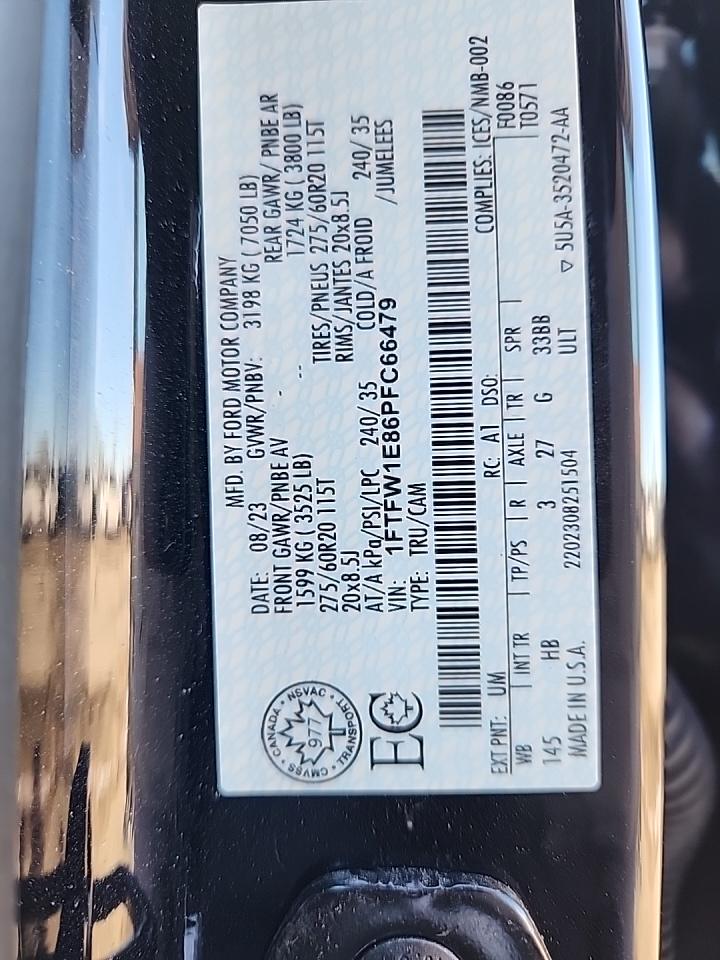 MFD. BY FORD MOTOR COMPANY
DATE: 08/23 GVWR/PNBV: 3198 KG ( 7050 LB)
FRONT GAWR/PNBE AV - REAR GAWR/ PNBE AR
1599 KG ( 3525 LB) -- 1724 KG ( 3800 LB)
275/60R20 115T TIRES/PNEUS 275/60R20 115T
20x8.5J RIMS/JANTES 20x8.5J
AT/A kPa/PSI/LPC 240/ 35 COLD/A FROID 240/ 35
VIN: 1FTFW1E86PFC66479 /JUMELEES
TYPE: TRU/CAM
CANADA • NSVAC • TRANSPORT • CMVSS •
977
T
EC
COMPLIES: ICES/NMB-002
EXT PNT: UM RC: A1 DSO: F0086
WB INT TR TP/PS R AXLE TR SPR T0571
145 HB 3 27 G 33BB
MADE IN U.S.A. 2202308251504 ULT ▽ 5U5A-3520472-AA